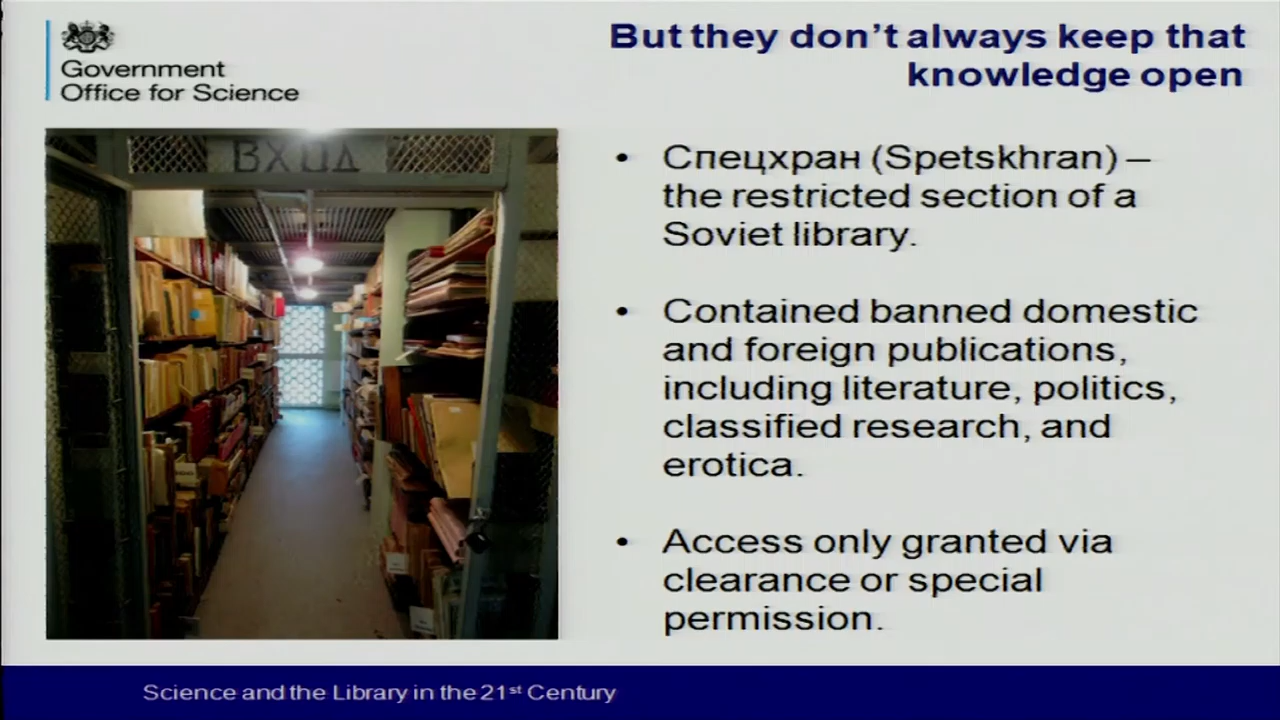 Government
Office for Science
But they don't always keep that
knowledge open
ВХОД
• Спецхран (Spetskhran) –
the restricted section of a
Soviet library.
• Contained banned domestic
and foreign publications,
including literature, politics,
classified research, and
erotica.
• Access only granted via
clearance or special
permission.
Science and the Library in the 21st Century